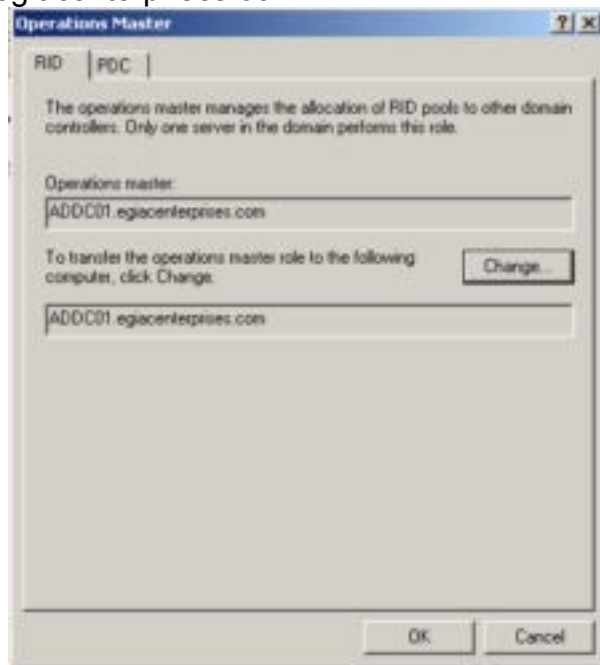 Operations Master
RID PDC
The operations master manages the allocation of RID pools to other domain
controllers. Only one server in the domain performs this role.
Operations master:
ADDC01.egiacenterprises.com
To transfer the operations master role to the following
computer, click Change.
Change...
ADDC01.egiacenterprises.com
OK Cancel